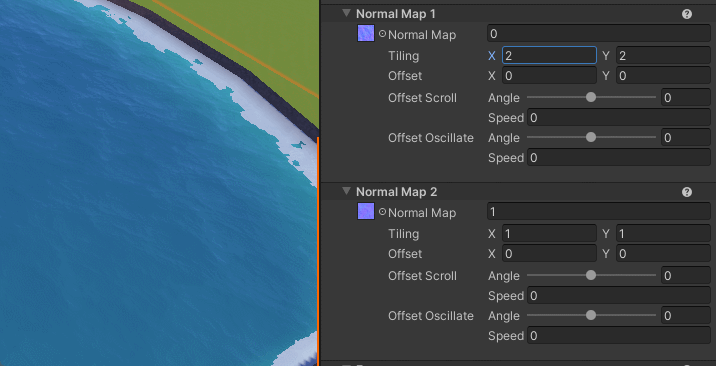 Normal Map 1
Normal Map 0
Tiling X 2 Y 2
Offset X 0 Y 0
Offset Scroll Angle 0
Speed 0
Offset Oscillate Angle 0
Speed 0
Normal Map 2
Normal Map 1
Tiling X 1 Y 1
Offset X 0 Y 0
Offset Scroll Angle 0
Speed 0
Offset Oscillate Angle 0
Speed 0